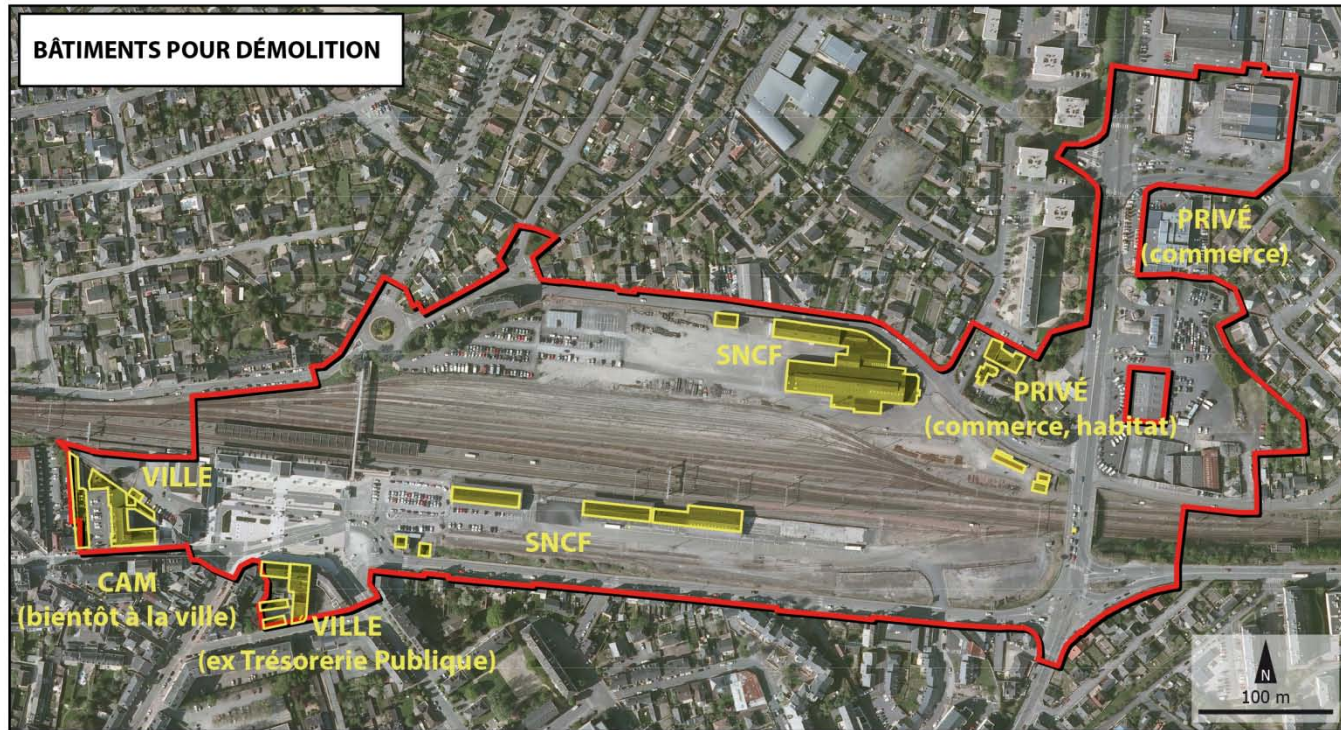 BÂTIMENTS POUR DÉMOLITION
PRIVÉ
(commerce)
SNCF
PRIVÉ
(commerce, habitat)
VILLE
SNCF
CAM
(bientôt à la ville)
VILLE
(ex Trésorerie Publique)
N
100 m